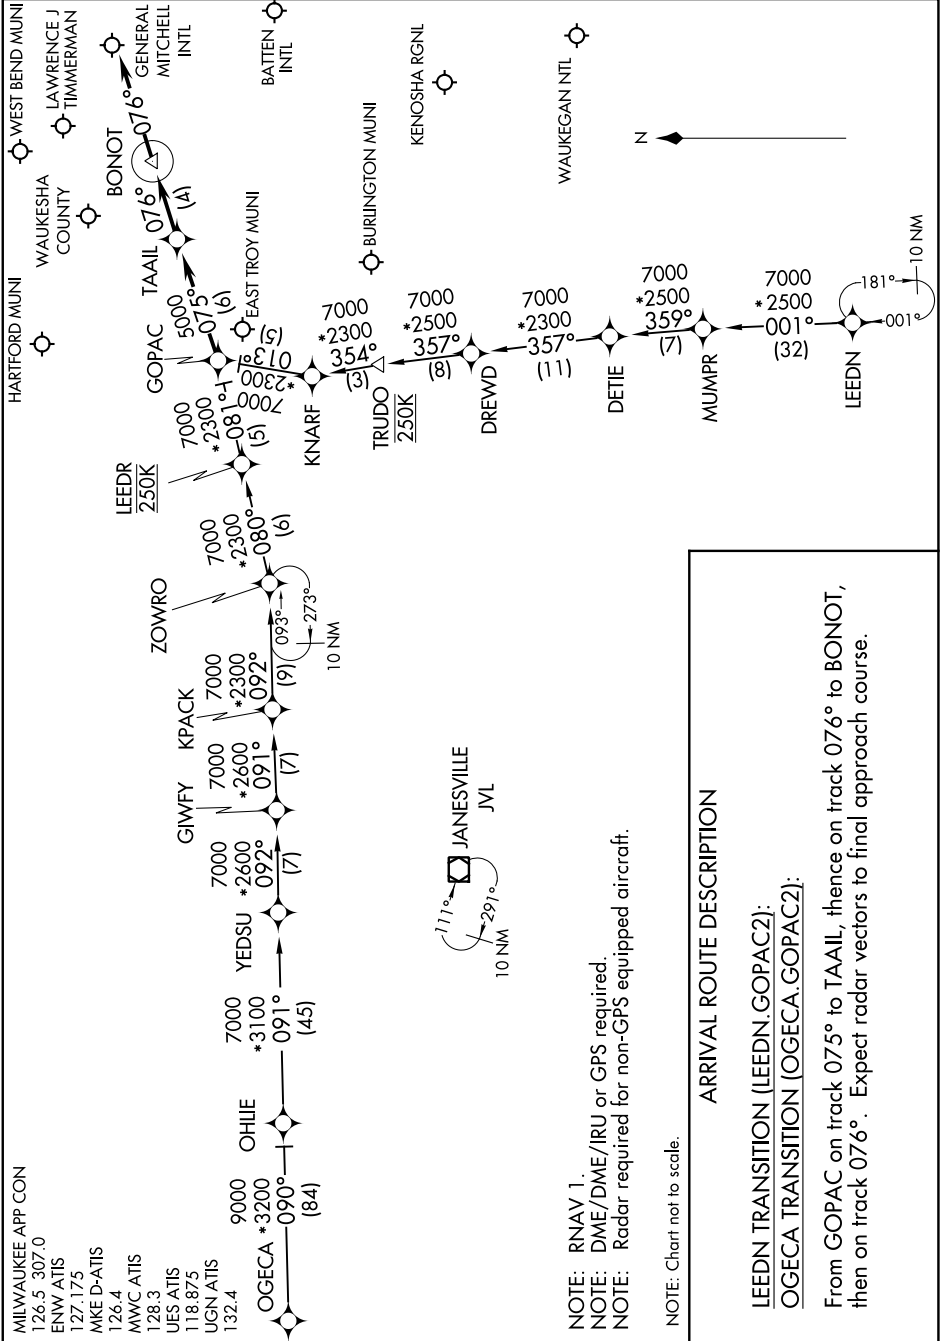 MILWAUKEE APP CON
126.5 307.0
ENW ATIS
127.175
MKE D-ATIS
126.4
MWC ATIS
128.3
UES ATIS
118.875
UGN ATIS
132.4
HARTFORD MUNI
WEST BEND MUNI
WAUKESHA
COUNTY
LAWRENCE J
TIMMERMAN
GENERAL
MITCHELL
INTL
BATTEN
INTL
KENOSHA RGNL
WAUKEGAN NTL
BURLINGTON MUNI
EAST TROY MUNI
N
OGECA
9000
*3200
090°
(84)
OHLIE
7000
*3100
091°
(45)
YEDSU
7000
*2600
092°
(7)
GIWFY
7000
*2600
091°
(7)
KPACK
7000
*2300
092°
(9)
ZOWRO
093°
273°
10 NM
7000
*2300
080°
(6)
LEEDR
250K
7000
*2300
081°
(5)
GOPAC
5000
075°
(6)
TAAIL
076°
(4)
BONOT
076°
7000
*2300
013°
(5)
KNARF
7000
*2300
354°
(3)
TRUDO
250K
7000
*2500
357°
(8)
DREWD
7000
*2300
357°
(11)
DETIE
7000
*2500
359°
(7)
MUMPR
7000
*2500
001°
(32)
LEEDN
181°
001°
10 NM
JANESVILLE
JVL
111°
291°
10 NM
NOTE: RNAV 1.
NOTE: DME/DME/IRU or GPS required.
NOTE: Radar required for non-GPS equipped aircraft.
NOTE: Chart not to scale.
ARRIVAL ROUTE DESCRIPTION
LEEDN TRANSITION (LEEDN.GOPAC2):
OGECA TRANSITION (OGECA.GOPAC2):
From GOPAC on track 075° to TAAIL, thence on track 076° to BONOT,
then on track 076°. Expect radar vectors to final approach course.